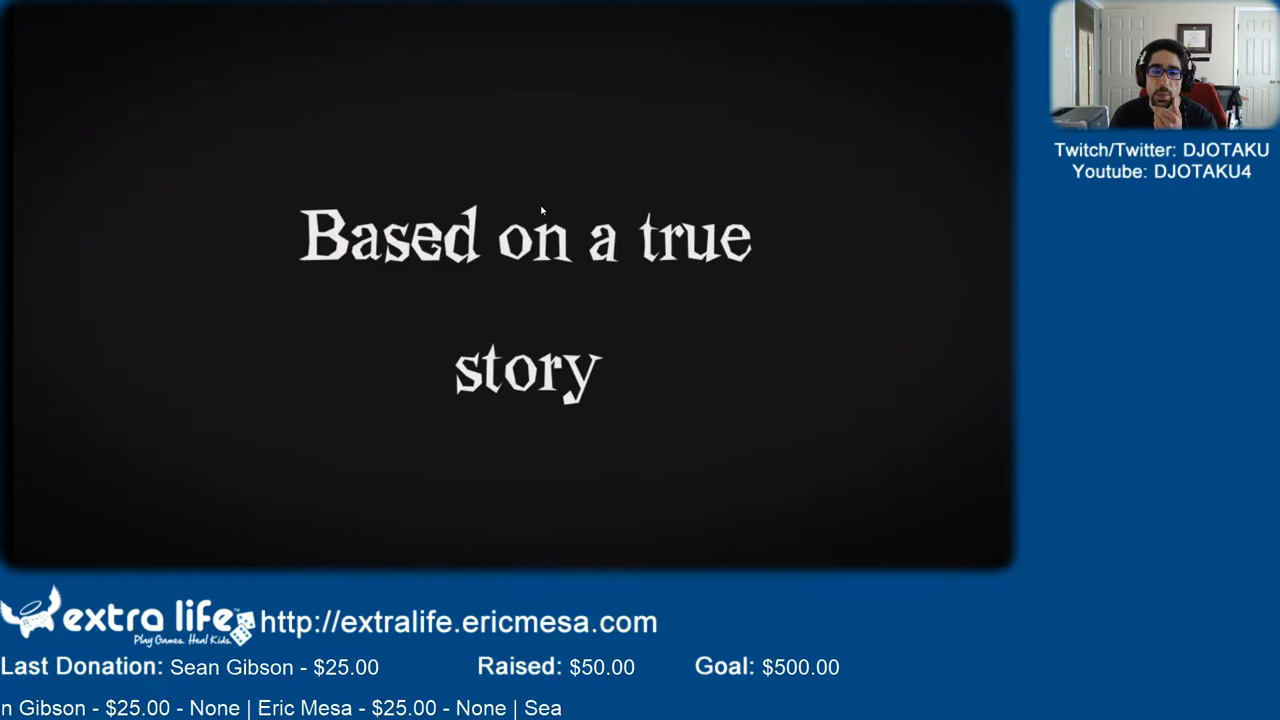 Based on a true
story
Twitch/Twitter: DJOTAKU
Youtube: DJOTAKU4
extra life
Play Games. Heal Kids.
http://extralife.ericmesa.com
Last Donation: Sean Gibson - $25.00
Raised: $50.00
Goal: $500.00
n Gibson - $25.00 - None | Eric Mesa - $25.00 - None | Sea